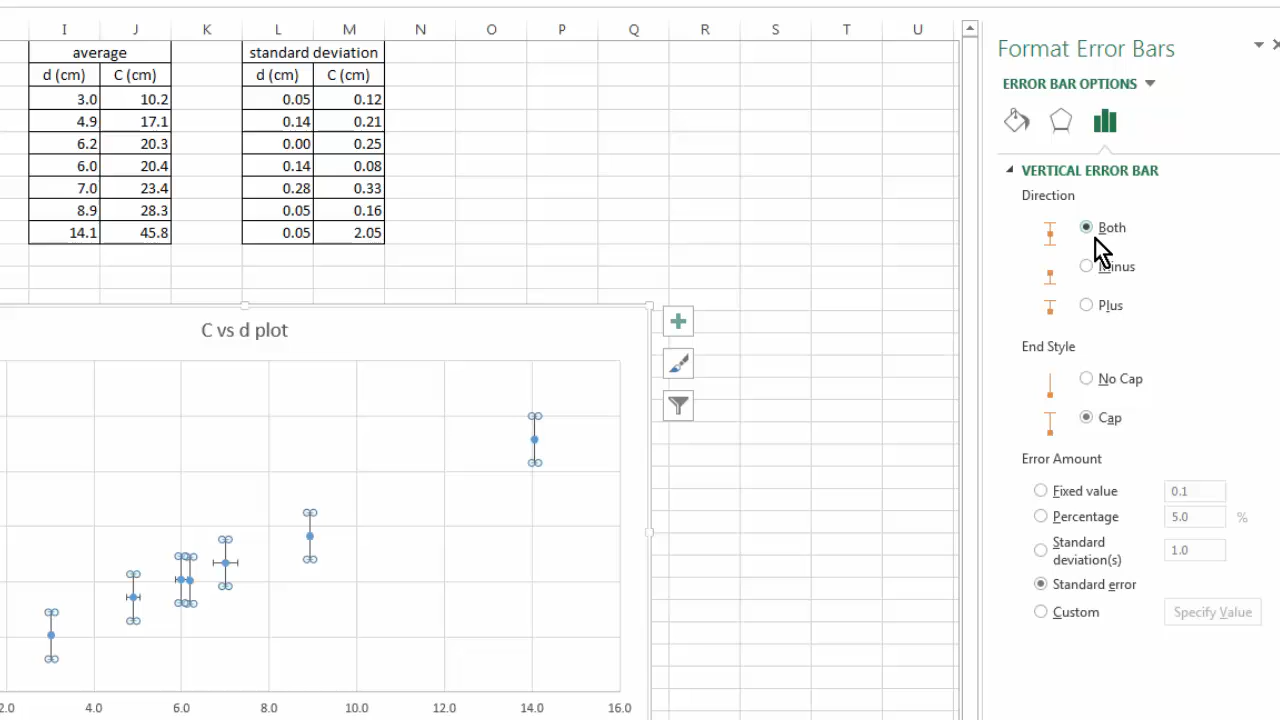 I J K L M N O P Q R S T U
average standard deviation
d (cm) C (cm) d (cm) C (cm)
3.0 10.2 0.05 0.12
4.9 17.1 0.14 0.21
6.2 20.3 0.00 0.25
6.0 20.4 0.14 0.08
7.0 23.4 0.28 0.33
8.9 28.3 0.05 0.16
14.1 45.8 0.05 2.05
C vs d plot
2.0 4.0 6.0 8.0 10.0 12.0 14.0 16.0
Format Error Bars
ERROR BAR OPTIONS
VERTICAL ERROR BAR
Direction
Both
Minus
Plus
End Style
No Cap
Cap
Error Amount
Fixed value 0.1
Percentage 5.0 %
Standard
deviation(s) 1.0
Standard error
Custom Specify Value